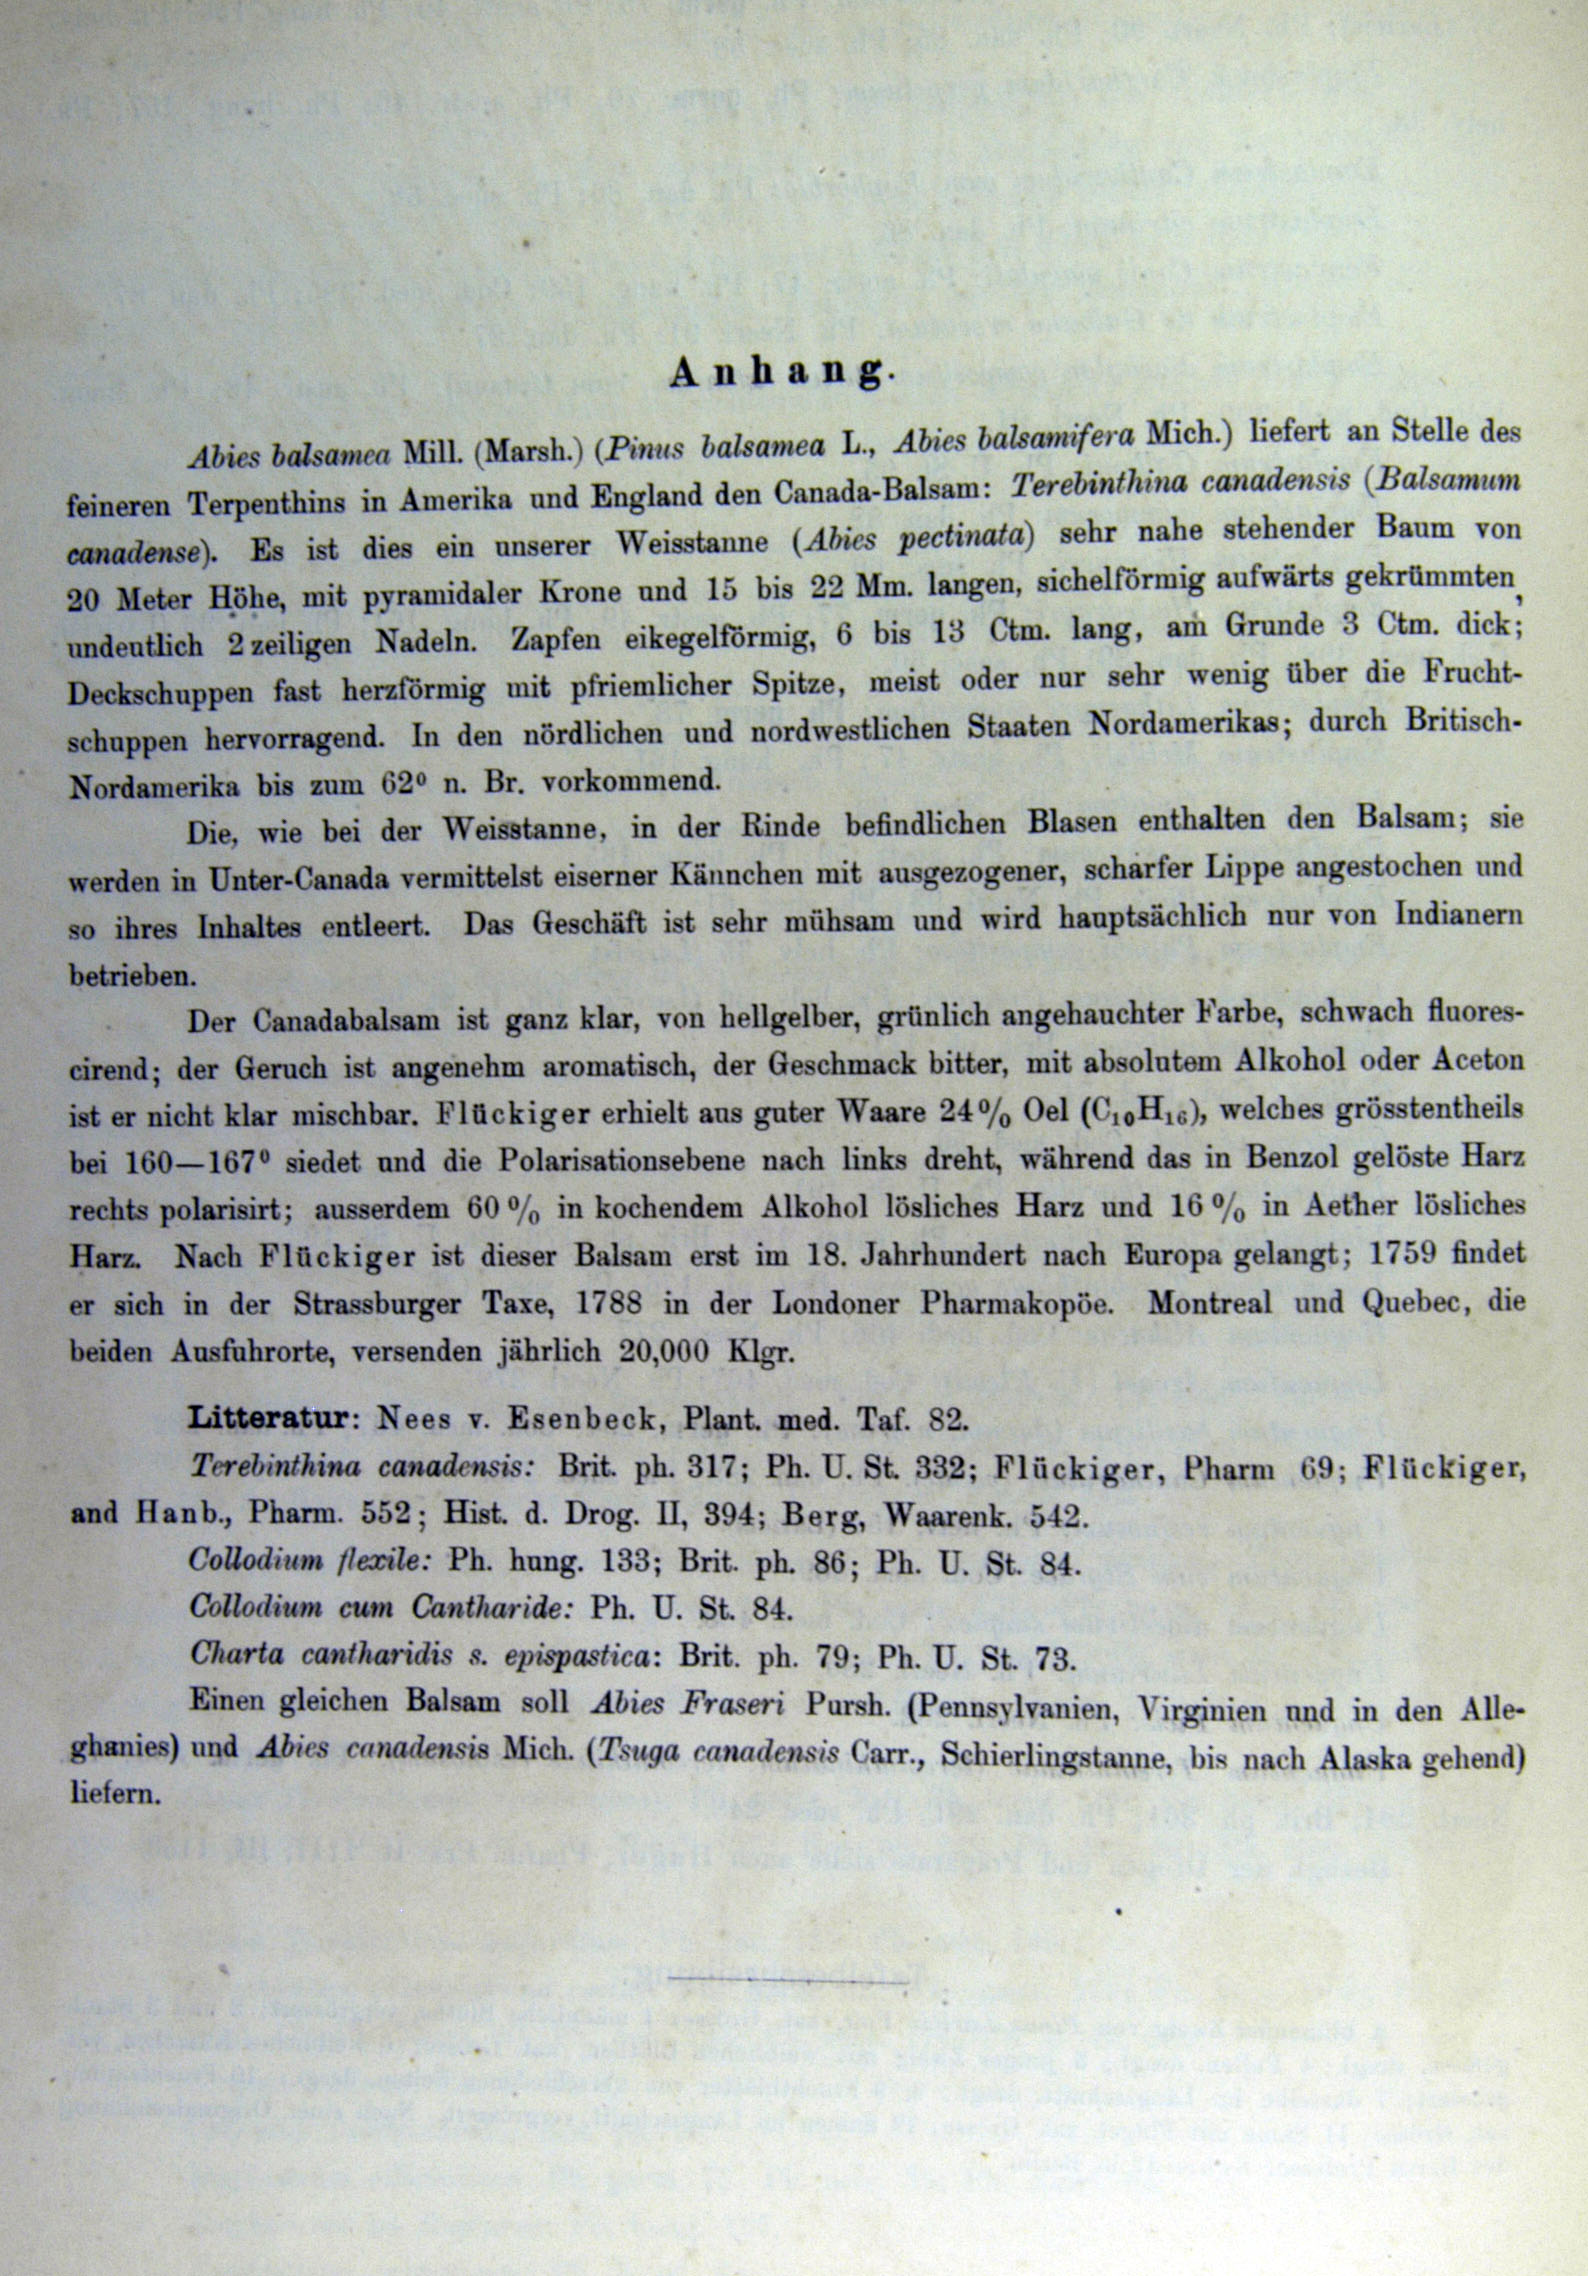 Anhang.
Abies balsamea Mill. (Marsh.) (Pinus balsamea L., Abies balsamifera Mich.) liefert an Stelle des
feineren Terpenthins in Amerika und England den Canada-Balsam: Terebinthina canadensis (Balsamum
canadense). Es ist dies ein unserer Weisstanne (Abies pectinata) sehr nahe stehender Baum von
20 Meter Höhe, mit pyramidaler Krone und 15 bis 22 Mm. langen, sichelförmig aufwärts gekrümmten,
undeutlich 2zeiligen Nadeln. Zapfen eikegelförmig, 6 bis 13 Ctm. lang, am Grunde 3 Ctm. dick;
Deckschuppen fast herzförmig mit pfriemlicher Spitze, meist oder nur sehr wenig über die Frucht-
schuppen hervorragend. In den nördlichen und nordwestlichen Staaten Nordamerikas; durch Britisch-
Nordamerika bis zum 62⁰ n. Br. vorkommend.
Die, wie bei der Weisstanne, in der Rinde befindlichen Blasen enthalten den Balsam; sie
werden in Unter-Canada vermittelst eiserner Kännchen mit ausgezogener, scharfer Lippe angestochen und
so ihres Inhaltes entleert. Das Geschäft ist sehr mühsam und wird hauptsächlich nur von Indianern
betrieben.
Der Canadabalsam ist ganz klar, von hellgelber, grünlich angehauchter Farbe, schwach fluores-
cirend; der Geruch ist angenehm aromatisch, der Geschmack bitter, mit absolutem Alkohol oder Aceton
ist er nicht klar mischbar. Flückiger erhielt aus guter Waare 24% Oel (C₁₀H₁₆), welches grösstentheils
bei 160—167⁰ siedet und die Polarisationsebene nach links dreht, während das in Benzol gelöste Harz
rechts polarisirt; ausserdem 60% in kochendem Alkohol lösliches Harz und 16% in Aether lösliches
Harz. Nach Flückiger ist dieser Balsam erst im 18. Jahrhundert nach Europa gelangt; 1759 findet
er sich in der Strassburger Taxe, 1788 in der Londoner Pharmakopöe. Montreal und Quebec, die
beiden Ausfuhrorte, versenden jährlich 20,000 Klgr.
Litteratur: Nees v. Esenbeck, Plant. med. Taf. 82.
Terebinthina canadensis: Brit. ph. 317; Ph. U. St. 332; Flückiger, Pharm 69; Flückiger,
and Hanb., Pharm. 552; Hist. d. Drog. II, 394; Berg, Waarenk. 542.
Collodium flexile: Ph. hung. 133; Brit. ph. 86; Ph. U. St. 84.
Collodium cum Cantharide: Ph. U. St. 84.
Charta cantharidis s. epispastica: Brit. ph. 79; Ph. U. St. 73.
Einen gleichen Balsam soll Abies Fraseri Pursh. (Pennsylvanien, Virginien und in den Alle-
ghanies) und Abies canadensis Mich. (Tsuga canadensis Carr., Schierlingstanne, bis nach Alaska gehend)
liefern.